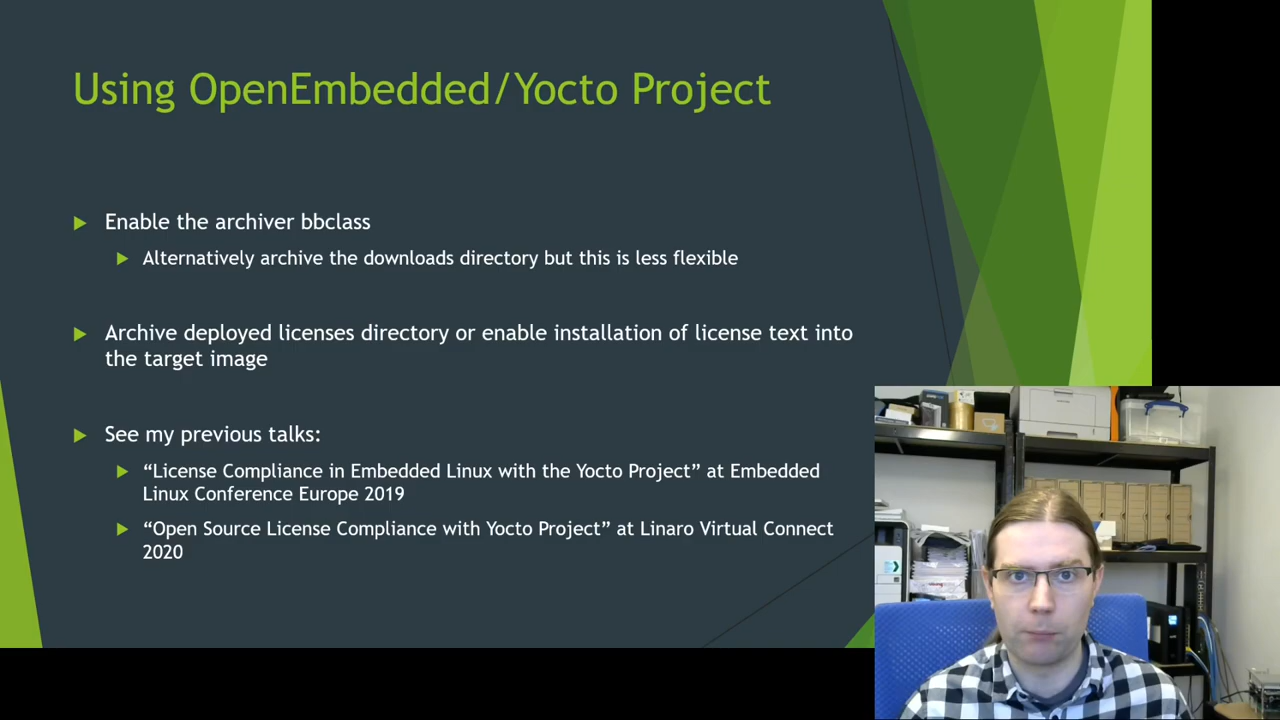 Using OpenEmbedded/Yocto Project
Enable the archiver bbclass
Alternatively archive the downloads directory but this is less flexible
Archive deployed licenses directory or enable installation of license text into
the target image
See my previous talks:
“License Compliance in Embedded Linux with the Yocto Project” at Embedded
Linux Conference Europe 2019
“Open Source License Compliance with Yocto Project” at Linaro Virtual Connect
2020